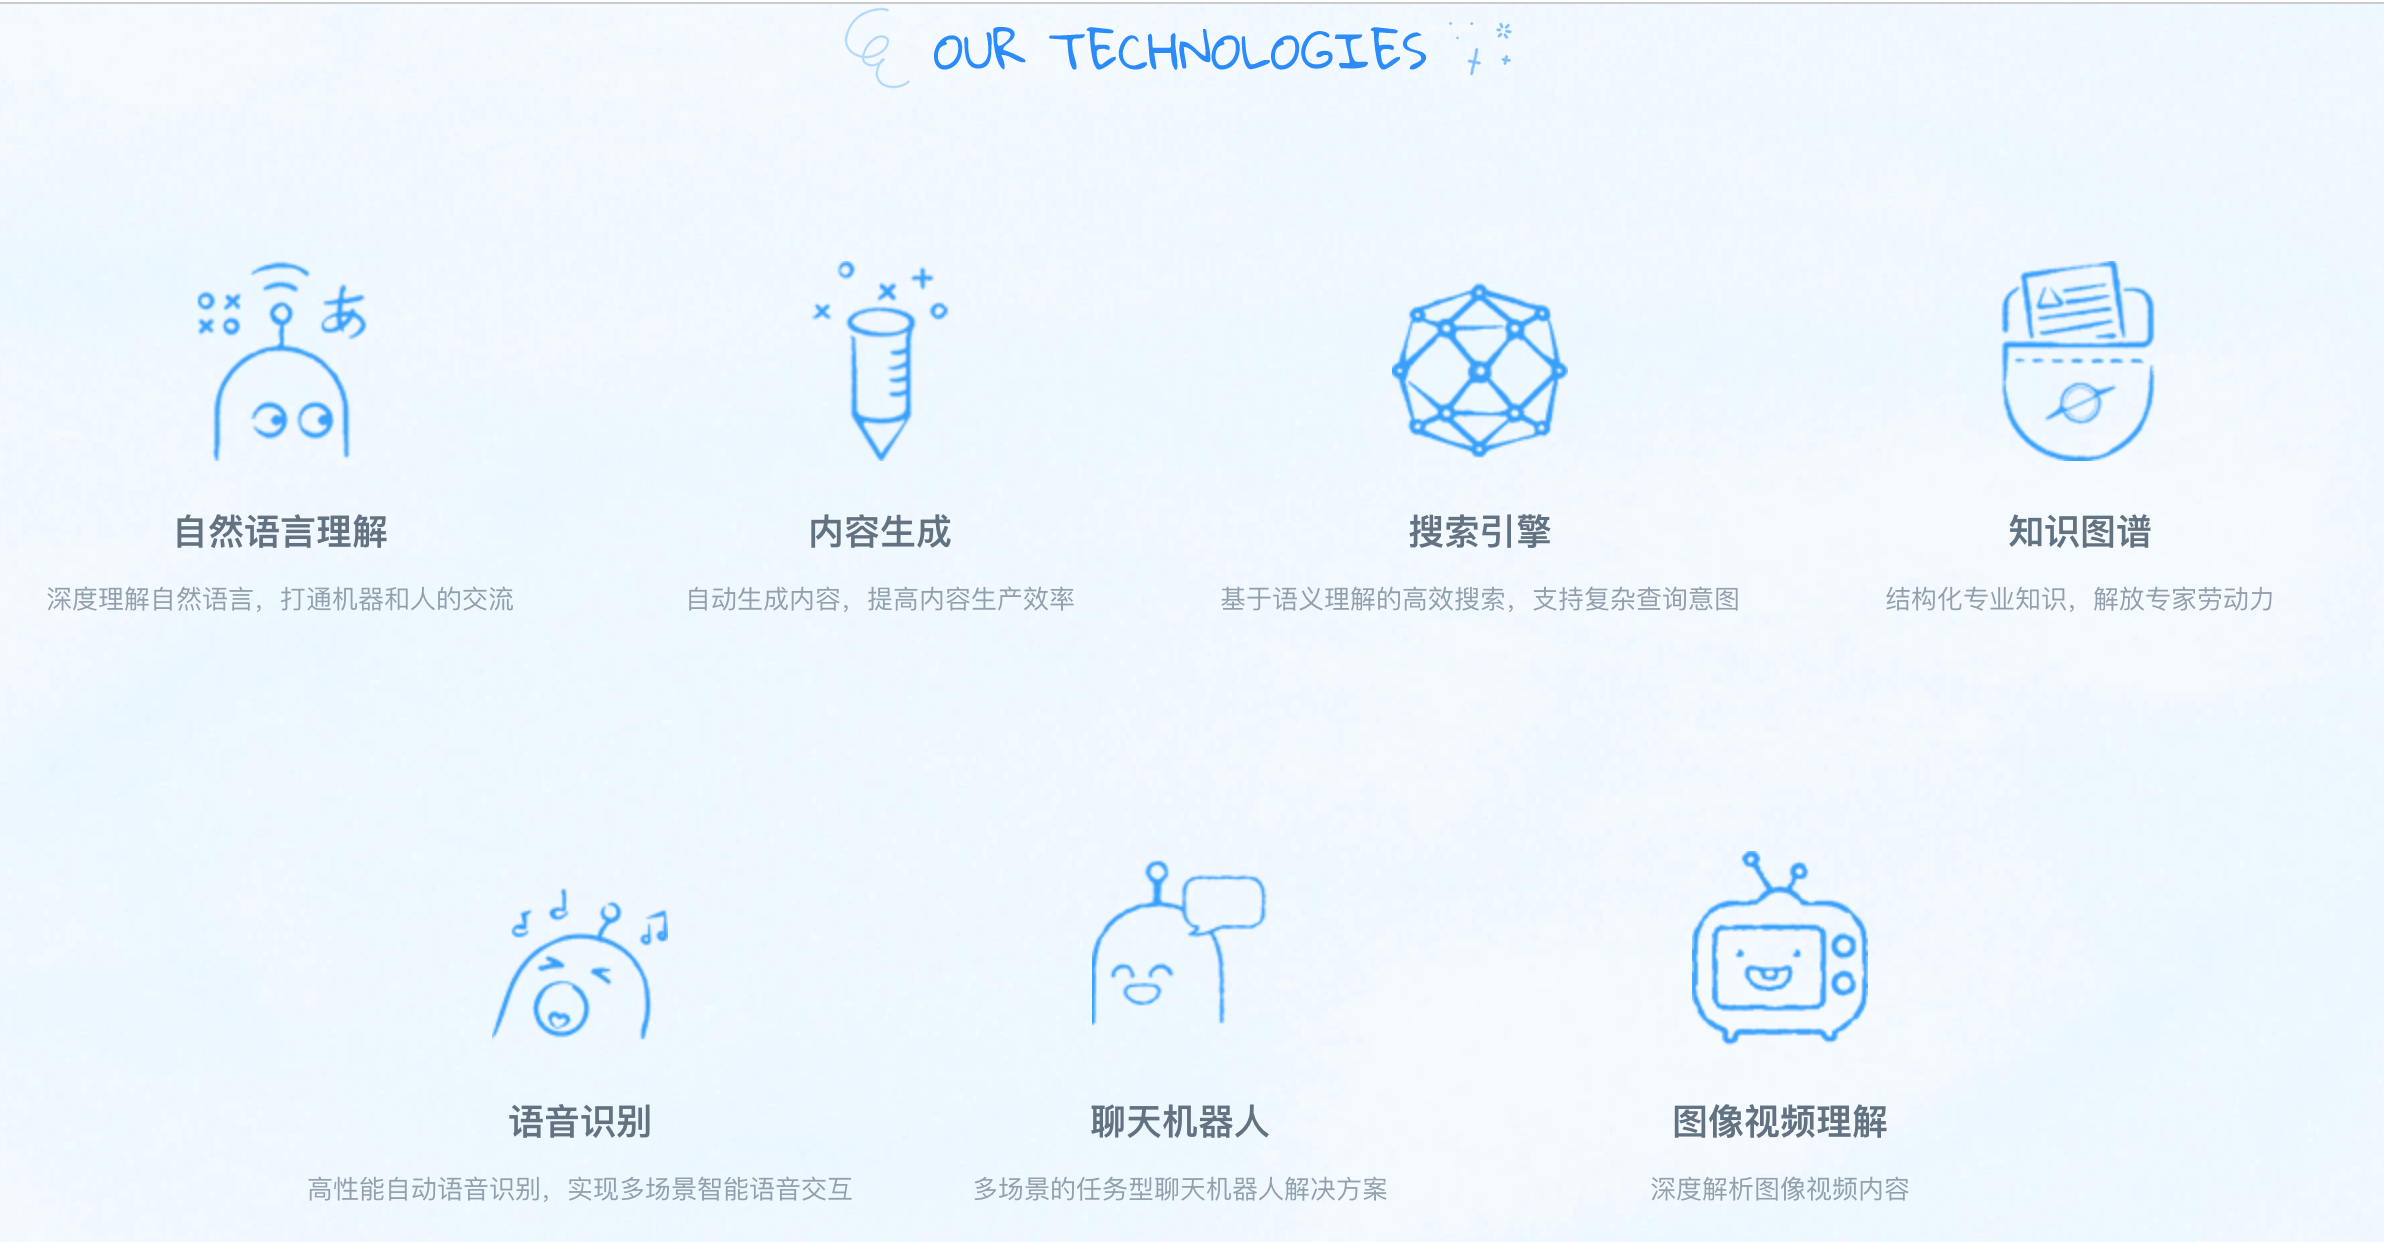 OUR TECHNOLOGIES
あ
自然语言理解
深度理解自然语言，打通机器和人的交流
内容生成
自动生成内容，提高内容生产效率
搜索引擎
基于语义理解的高效搜索，支持复杂查询意图
知识图谱
结构化专业知识，解放专家劳动力
语音识别
高性能自动语音识别，实现多场景智能语音交互
聊天机器人
多场景的任务型聊天机器人解决方案
图像视频理解
深度解析图像视频内容